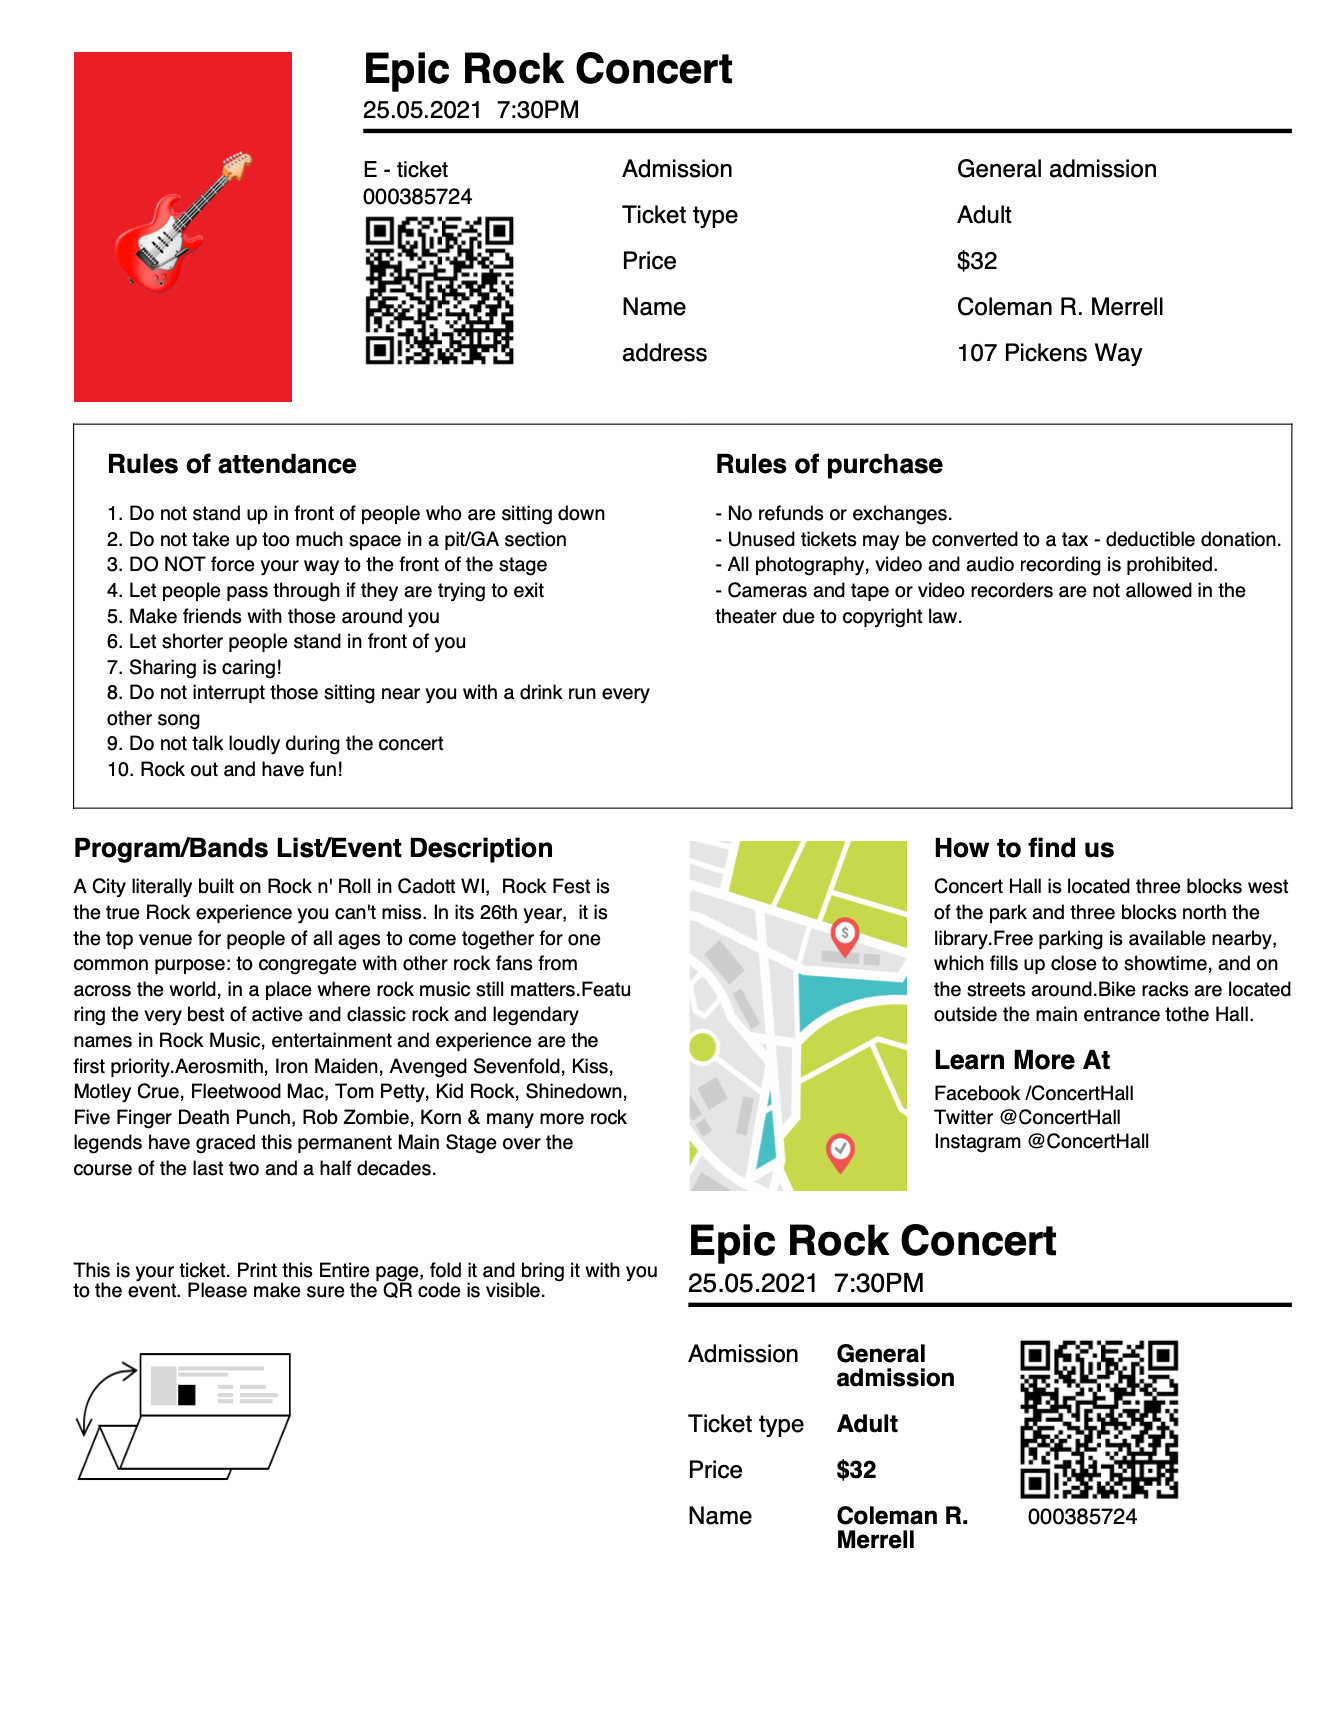 Epic Rock Concert
25.05.2021  7:30PM
E - ticket
000385724
Admission
General admission
Ticket type
Adult
Price
$32
Name
Coleman R. Merrell
address
107 Pickens Way
Rules of attendance
1. Do not stand up in front of people who are sitting down
2. Do not take up too much space in a pit/GA section
3. DO NOT force your way to the front of the stage
4. Let people pass through if they are trying to exit
5. Make friends with those around you
6. Let shorter people stand in front of you
7. Sharing is caring!
8. Do not interrupt those sitting near you with a drink run every
other song
9. Do not talk loudly during the concert
10. Rock out and have fun!
Rules of purchase
- No refunds or exchanges.
- Unused tickets may be converted to a tax - deductible donation.
- All photography, video and audio recording is prohibited.
- Cameras and tape or video recorders are not allowed in the
theater due to copyright law.
Program/Bands List/Event Description
A City literally built on Rock n' Roll in Cadott WI,  Rock Fest is
the true Rock experience you can't miss. In its 26th year,  it is
the top venue for people of all ages to come together for one
common purpose: to congregate with other rock fans from
across the world, in a place where rock music still matters.Featu
ring the very best of active and classic rock and legendary
names in Rock Music, entertainment and experience are the
first priority.Aerosmith, Iron Maiden, Avenged Sevenfold, Kiss,
Motley Crue, Fleetwood Mac, Tom Petty, Kid Rock, Shinedown,
Five Finger Death Punch, Rob Zombie, Korn & many more rock
legends have graced this permanent Main Stage over the
course of the last two and a half decades.
$
How to find us
Concert Hall is located three blocks west
of the park and three blocks north the
library.Free parking is available nearby,
which fills up close to showtime, and on
the streets around.Bike racks are located
outside the main entrance tothe Hall.
Learn More At
Facebook /ConcertHall
Twitter @ConcertHall
Instagram @ConcertHall
This is your ticket. Print this Entire page, fold it and bring it with you
to the event. Please make sure the QR code is visible.
Epic Rock Concert
25.05.2021  7:30PM
Admission
General
admission
Ticket type
Adult
Price
$32
Name
Coleman R.
Merrell
000385724